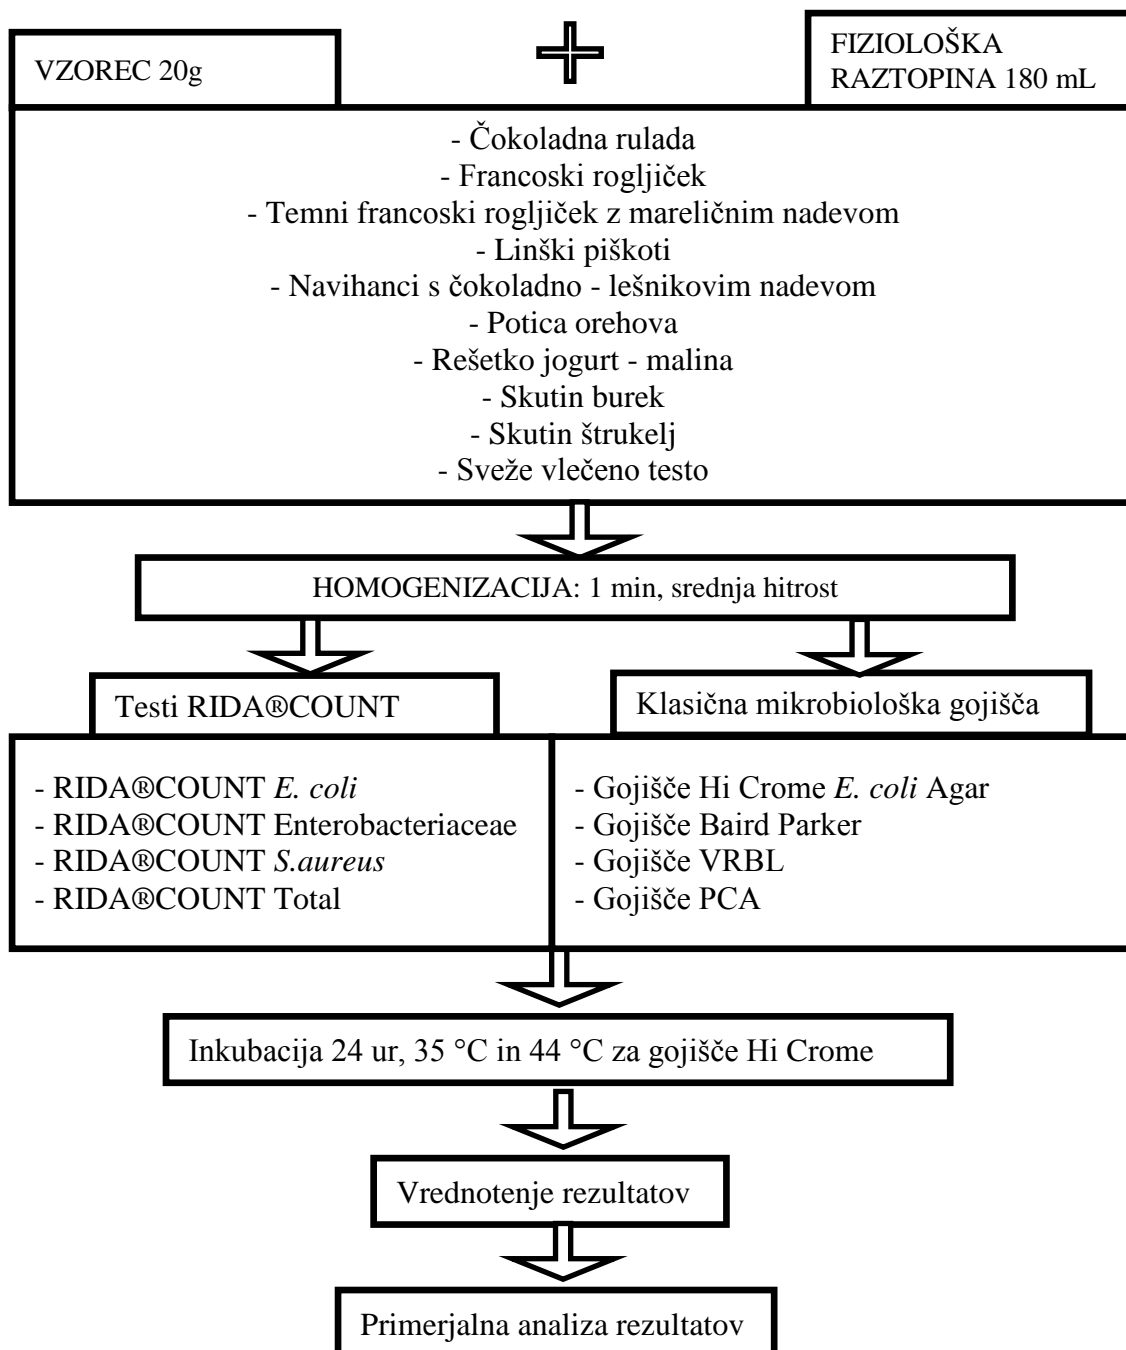 VZOREC 20g
FIZIOLOŠKA
RAZTOPINA 180 mL
- Čokoladna rulada
- Francoski rogljiček
- Temni francoski rogljiček z mareličnim nadevom
- Linški piškoti
- Navihanci s čokoladno - lešnikovim nadevom
- Potica orehova
- Rešetko jogurt - malina
- Skutin burek
- Skutin štrukelj
- Sveže vlečeno testo
HOMOGENIZACIJA: 1 min, srednja hitrost
Testi RIDA®COUNT
- RIDA®COUNT E. coli
- RIDA®COUNT Enterobacteriaceae
- RIDA®COUNT S.aureus
- RIDA®COUNT Total
Klasična mikrobiološka gojišča
- Gojišče Hi Crome E. coli Agar
- Gojišče Baird Parker
- Gojišče VRBL
- Gojišče PCA
Inkubacija 24 ur, 35 °C in 44 °C za gojišče Hi Crome
Vrednotenje rezultatov
Primerjalna analiza rezultatov